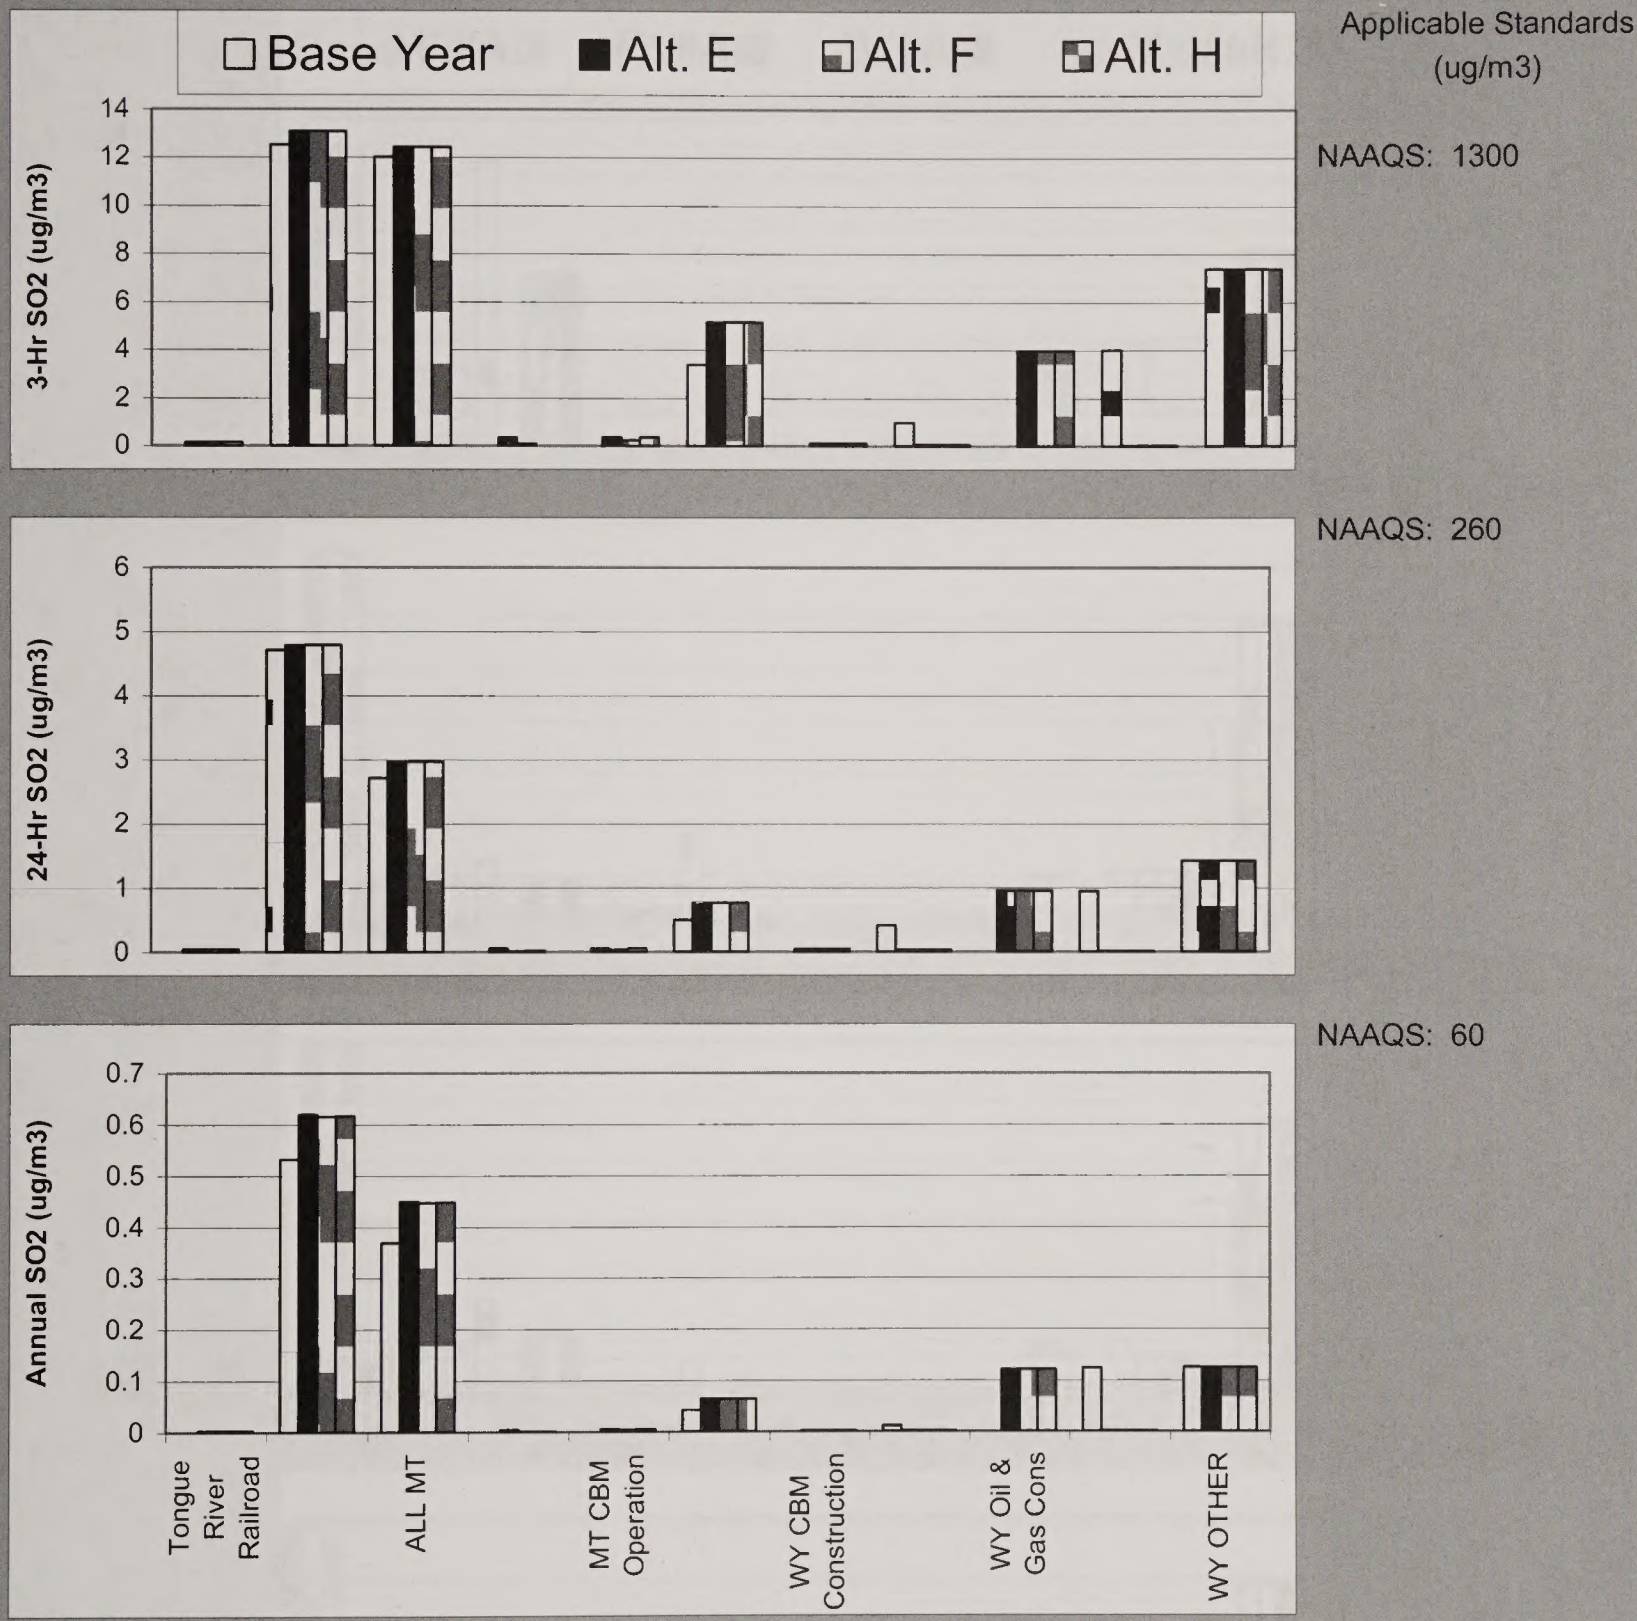 Base Year Alt. E Alt. F Alt. H
Applicable Standards
(ug/m3)
3-Hr SO2 (ug/m3)
14
12
10
8
6
4
2
0
NAAQS: 1300
24-Hr SO2 (ug/m3)
6
5
4
3
2
1
0
NAAQS: 260
Annual SO2 (ug/m3)
0.7
0.6
0.5
0.4
0.3
0.2
0.1
0
NAAQS: 60
Tongue
River
Railroad
ALL MT
MT CBM
Operation
WY CBM
Construction
WY Oil &
Gas Cons
WY OTHER